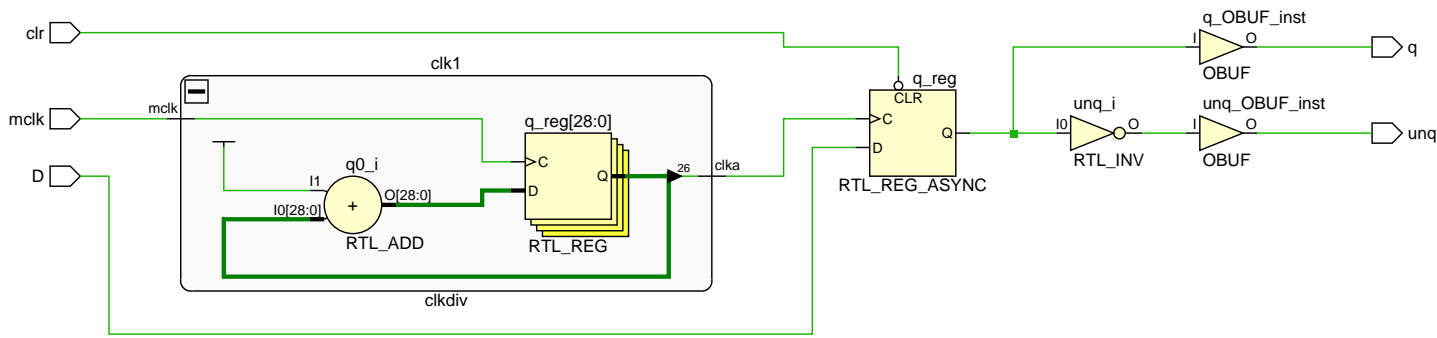 clr
mclk
D
clk1
mclk
q0_i
I1
I0[28:0]
+
O[28:0]
RTL_ADD
q_reg[28:0]
C
D
Q
RTL_REG
26
clka
clkdiv
q_reg
CLR
C
D
Q
RTL_REG_ASYNC
unq_i
I0
O
RTL_INV
q_OBUF_inst
I
O
OBUF
q
unq_OBUF_inst
I
O
OBUF
unq